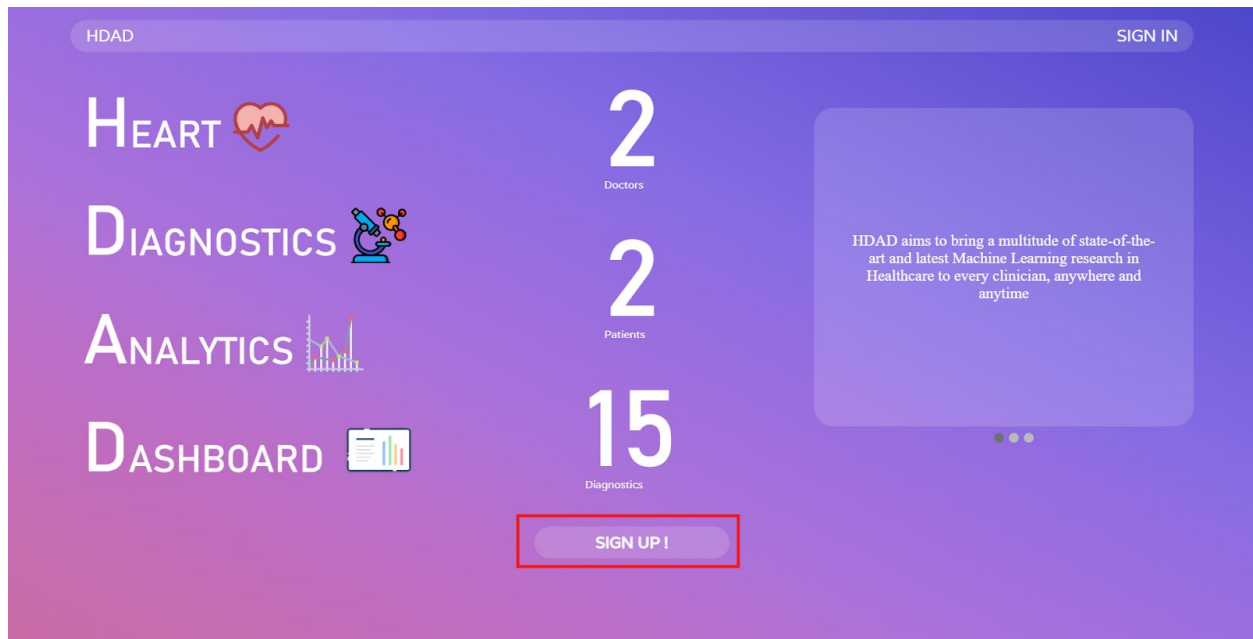 HDAD
SIGN IN
HEART
DIAGNOSTICS
ANALYTICS
DASHBOARD
2
Doctors
2
Patients
15
Diagnostics
SIGN UP !
HDAD aims to bring a multitude of state-of-the-
art and latest Machine Learning research in
Healthcare to every clinician, anywhere and
anytime